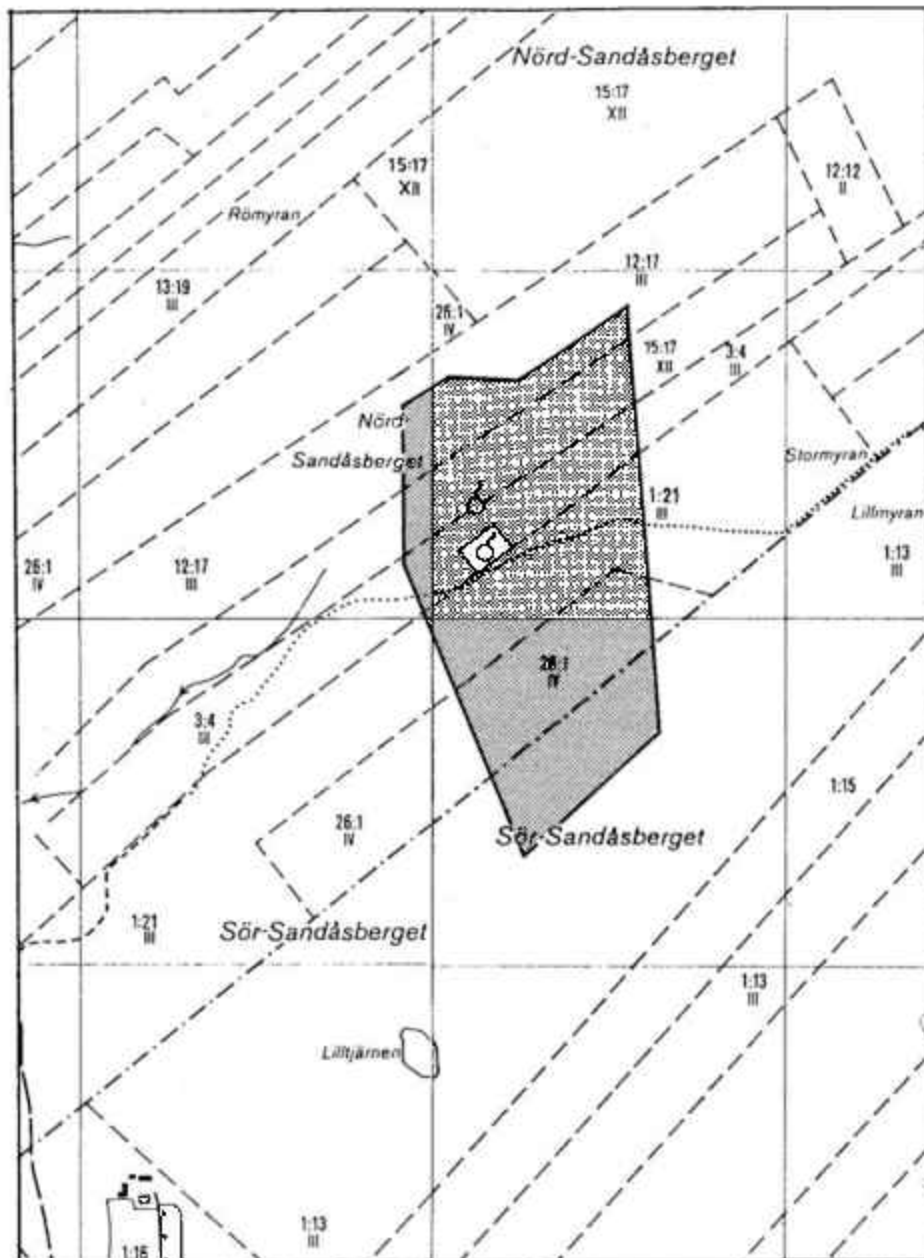 Nörd-Sandåsberget
15:17
XII
15:17
XII
12:12
II
Römyran
12:17
III
13:19
III
26:1
IV
15:17
XII
3:4
III
Nörd-
Sandåsberget
Stormyran
1:21
III
Lillmyran
1:13
III
26:1
IV
12:17
III
26:1
IV
3:4
III
1:15
26:1
IV
Sör-Sandåsberget
1:21
III
Sör-Sandåsberget
1:13
III
Lilltjärnen
1:13
III
1:16